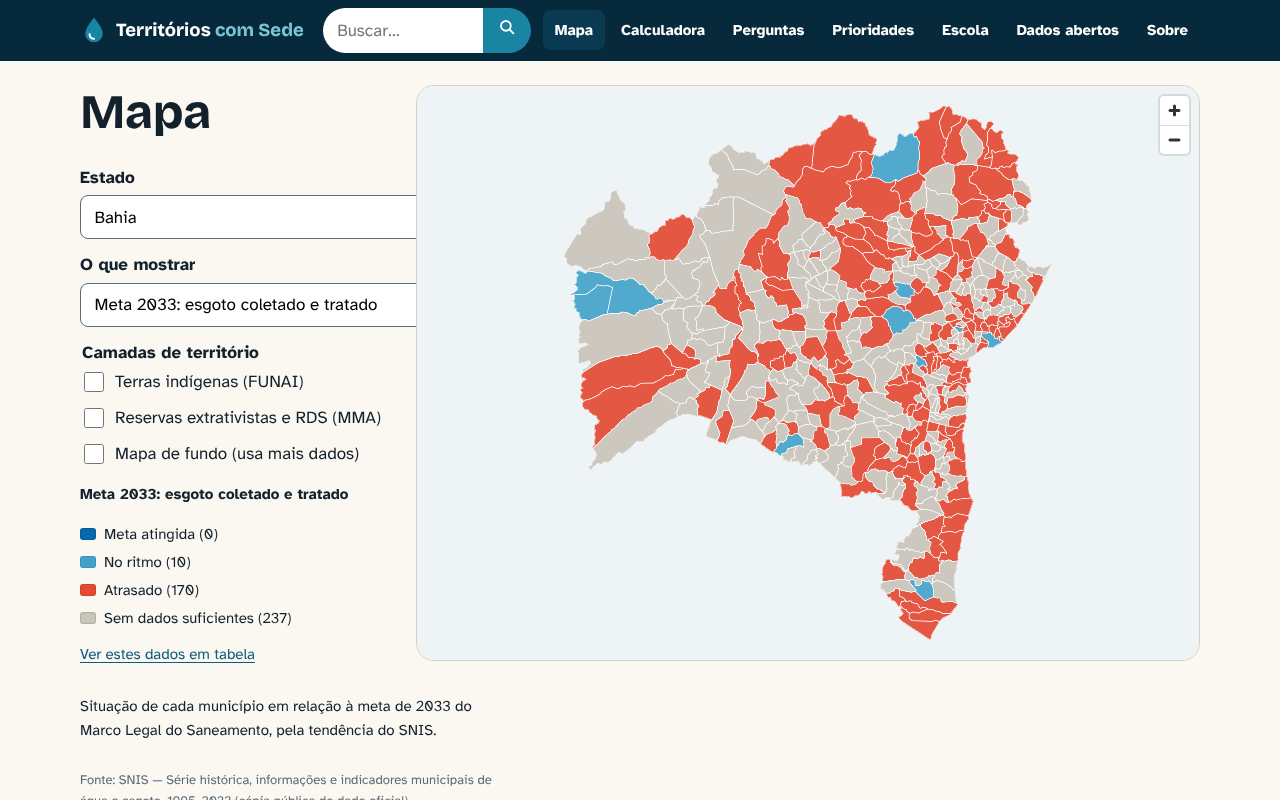 Territórios com Sede
Buscar...
Mapa
Calculadora
Perguntas
Prioridades
Escola
Dados abertos
Sobre
Mapa
Estado
Bahia
O que mostrar
Meta 2033: esgoto coletado e tratado
Camadas de território
Terras indígenas (FUNAI)
Reservas extrativistas e RDS (MMA)
Mapa de fundo (usa mais dados)
Meta 2033: esgoto coletado e tratado
Meta atingida (0)
No ritmo (10)
Atrasado (170)
Sem dados suficientes (237)
Ver estes dados em tabela
Situação de cada município em relação à meta de 2033 do
Marco Legal do Saneamento, pela tendência do SNIS.
Fonte: SNIS — Série histórica, informações e indicadores municipais de